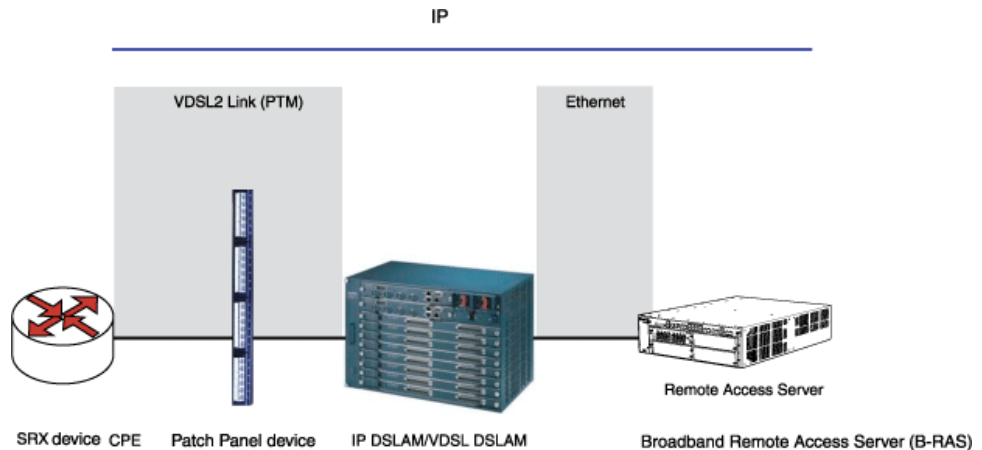 IP
VDSL2 Link (PTM)
Ethernet
Remote Access Server
SRX device CPE
Patch Panel device
IP DSLAM/VDSL DSLAM
Broadband Remote Access Server (B-RAS)